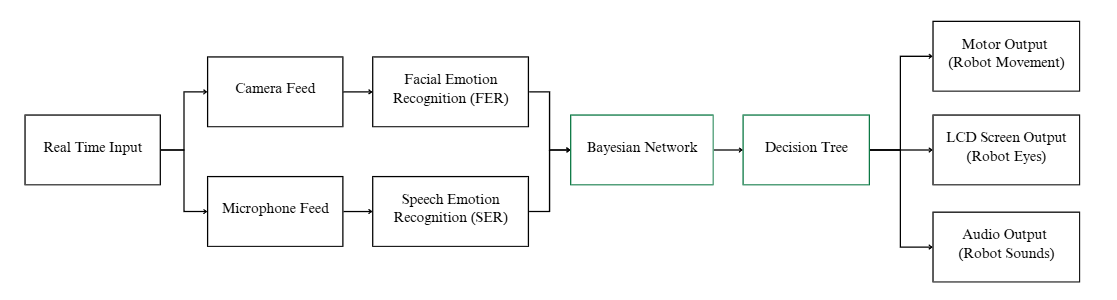 Real Time Input
Camera Feed
Microphone Feed
Facial Emotion
Recognition (FER)
Speech Emotion
Recognition (SER)
Bayesian Network
Decision Tree
Motor Output
(Robot Movement)
LCD Screen Output
(Robot Eyes)
Audio Output
(Robot Sounds)